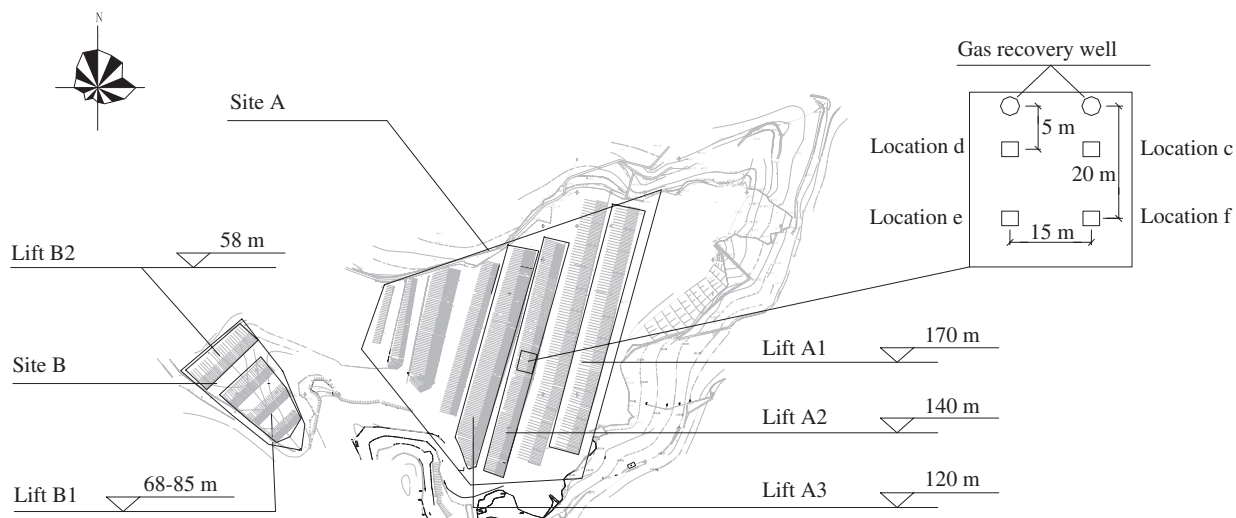 N
Gas recovery well
Site A
5 m
Location d
Location c
20 m
Location e
Location f
15 m
58 m
Lift B2
170 m
Lift A1
Site B
140 m
Lift A2
68-85 m
Lift B1
120 m
Lift A3